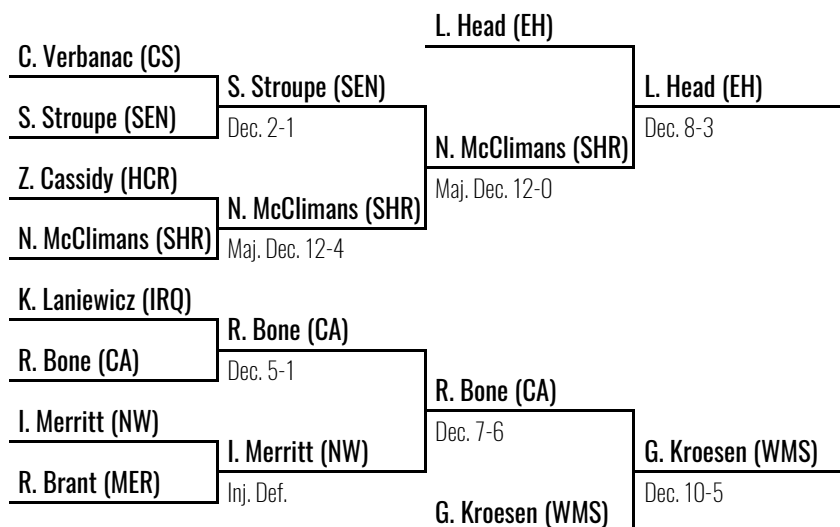 C. Verbanac (CS)
S. Stroupe (SEN)
Z. Cassidy (HCR)
N. McClimans (SHR)
K. Laniewicz (IRQ)
R. Bone (CA)
I. Merritt (NW)
R. Brant (MER)
S. Stroupe (SEN)
Dec. 2-1
N. McClimans (SHR)
Maj. Dec. 12-4
R. Bone (CA)
Dec. 5-1
I. Merritt (NW)
Inj. Def.
L. Head (EH)
N. McClimans (SHR)
Maj. Dec. 12-0
R. Bone (CA)
Dec. 7-6
G. Kroesen (WMS)
L. Head (EH)
Dec. 8-3
G. Kroesen (WMS)
Dec. 10-5